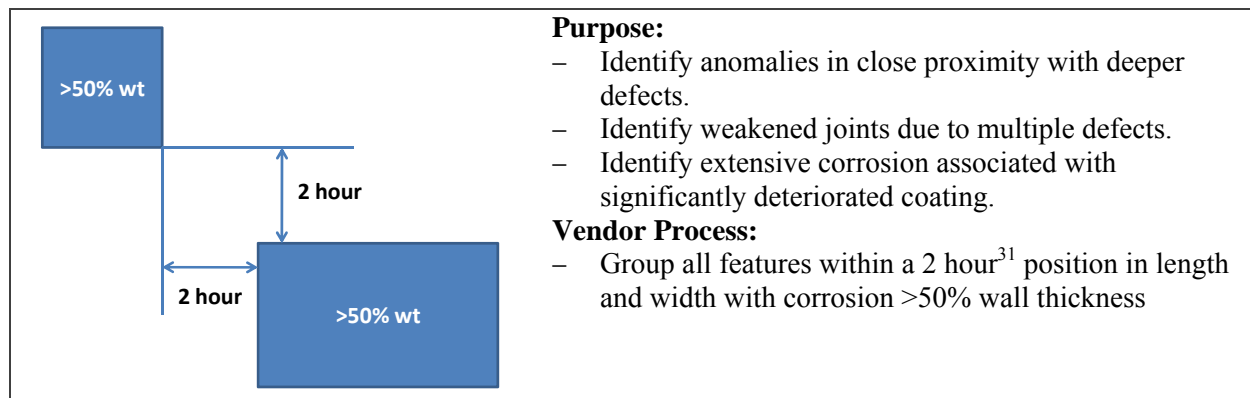 >50% wt
2 hour
2 hour
>50% wt
Purpose:
– Identify anomalies in close proximity with deeper
defects.
– Identify weakened joints due to multiple defects.
– Identify extensive corrosion associated with
significantly deteriorated coating.
Vendor Process:
– Group all features within a 2 hour31 position in length
and width with corrosion >50% wall thickness